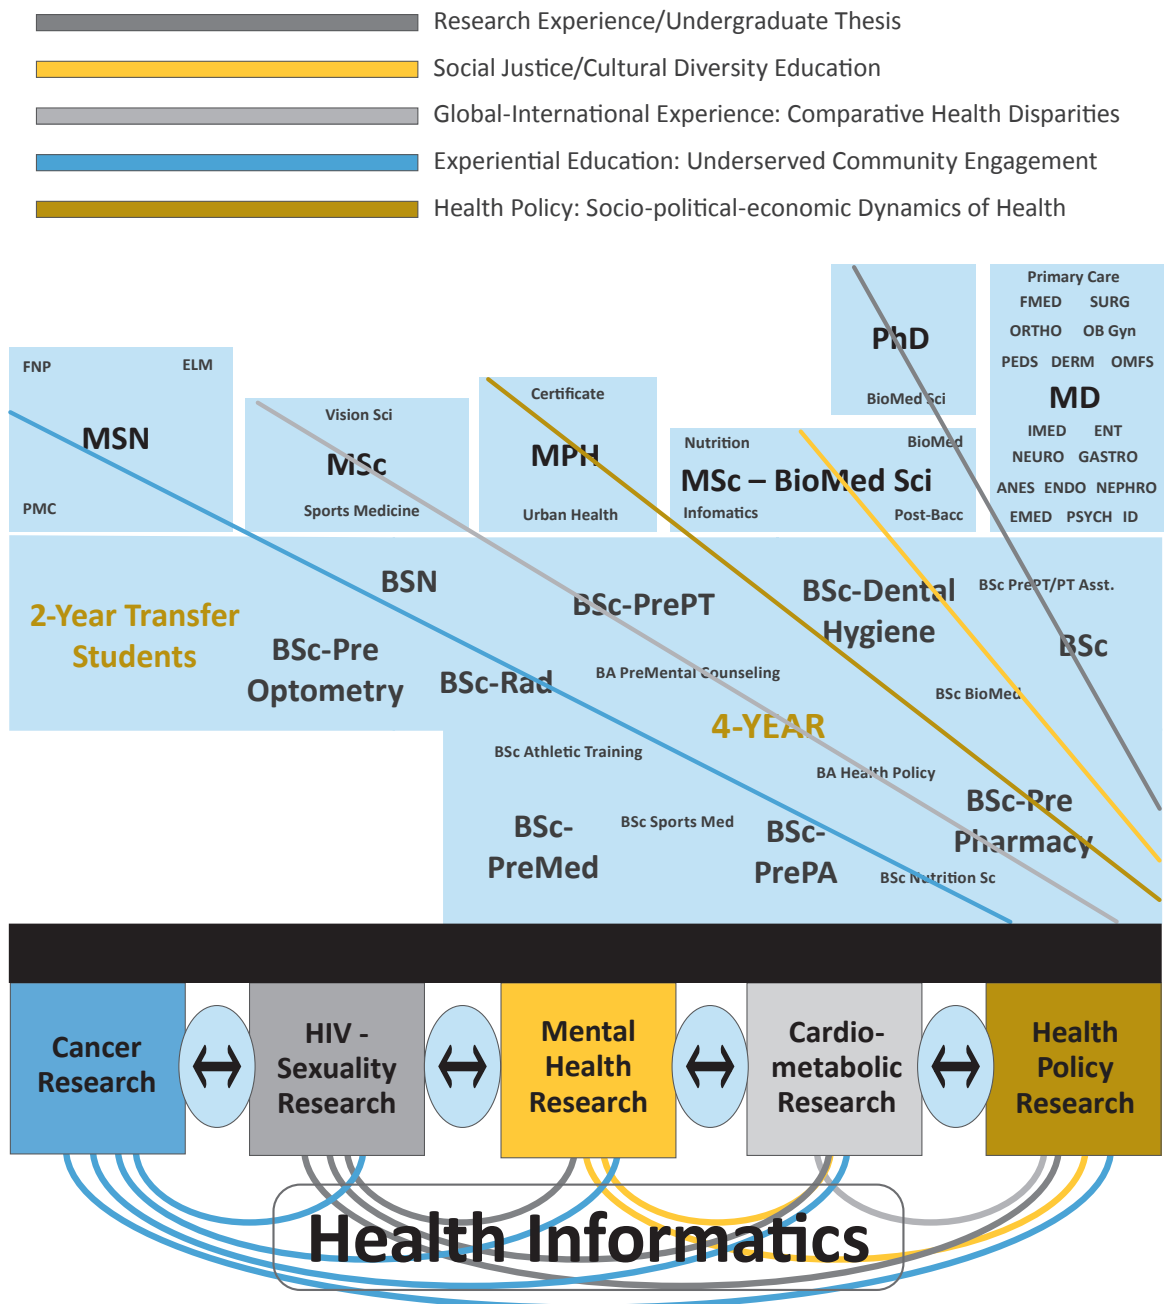 Research Experience/Undergraduate Thesis
Social Justice/Cultural Diversity Education
Global-International Experience: Comparative Health Disparities
Experiential Education: Underserved Community Engagement
Health Policy: Socio-political-economic Dynamics of Health
FNP ELM
MSN
PMC
Vision Sci
MSc
Sports Medicine
Certificate
MPH
Urban Health
Nutrition BioMed
MSc – BioMed Sci
Infomatics Post-Bacc
PhD
BioMed Sci
Primary Care
FMED SURG
ORTHO OB Gyn
PEDS DERM OMFS
MD
IMED ENT
NEURO GASTRO
ANES ENDO NEPHRO
EMED PSYCH ID
2-Year Transfer
Students
BSN
BSc-Pre
Optometry
BSc-Rad
BSc-PrePT
BA PreMental Counseling
BSc-Dental
Hygiene
BSc PrePT/PT Asst.
BSc
BSc BioMed
4-YEAR
BSc Athletic Training
BA Health Policy
BSc-
PreMed
BSc Sports Med
BSc-
PrePA
BSc-Pre
Pharmacy
BSc Nutrition Sc
Cancer
Research
HIV -
Sexuality
Research
Mental
Health
Research
Cardio-
metabolic
Research
Health
Policy
Research
Health Informatics